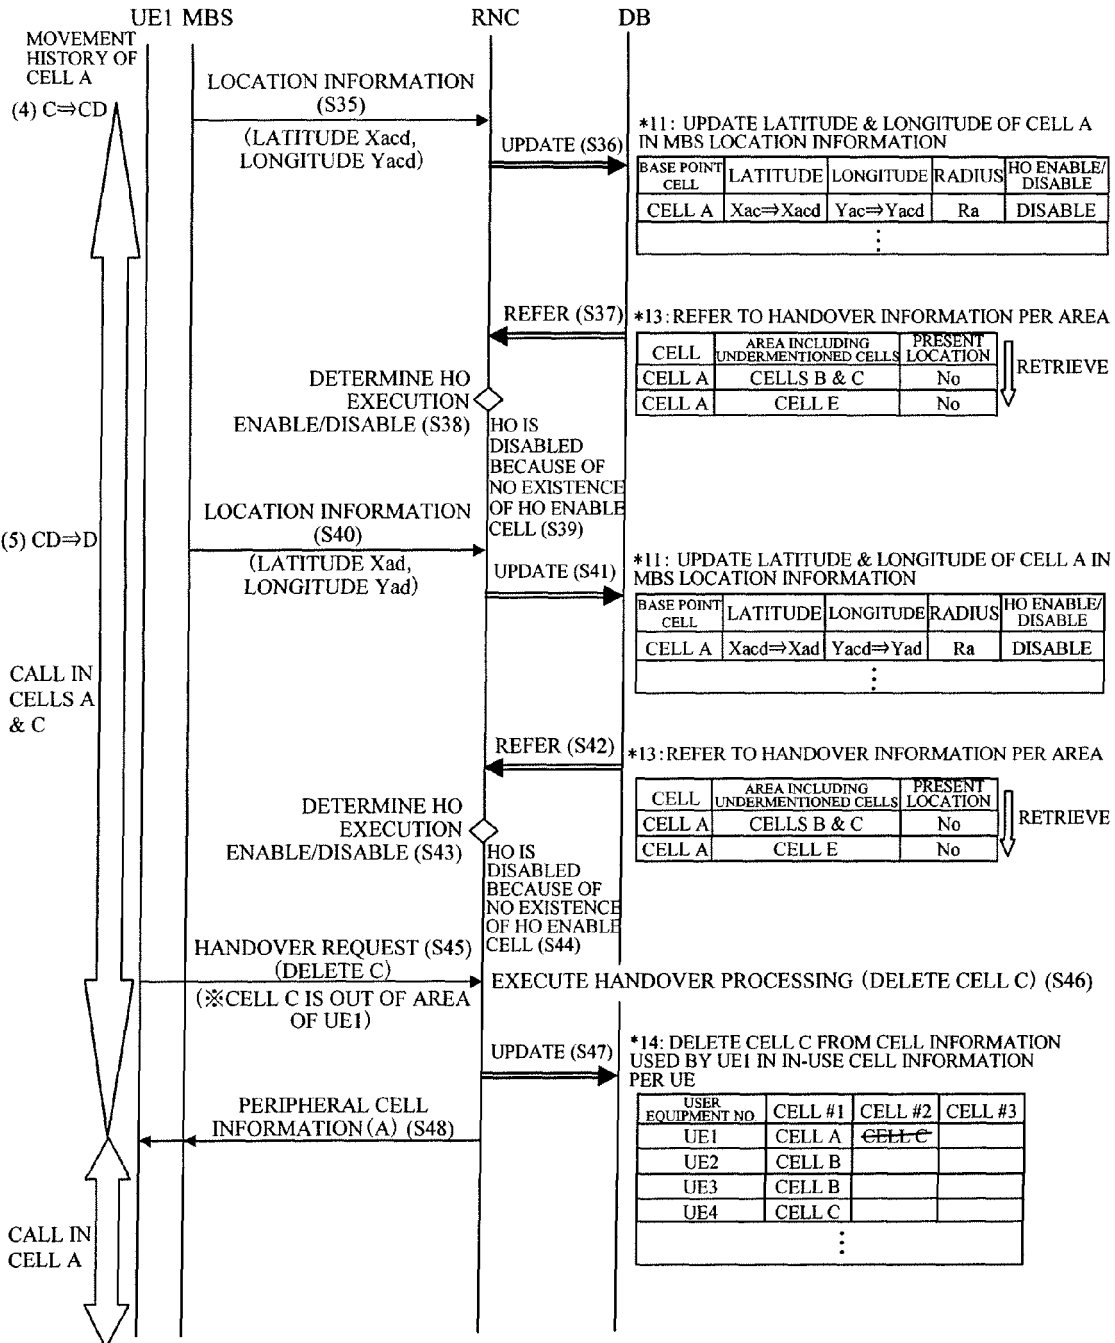 UE1 MBS RNC DB
MOVEMENT
HISTORY OF
CELL A
(4) C⇒CD
LOCATION INFORMATION
(S35)
(LATITUDE Xacd,
LONGITUDE Yacd)
UPDATE (S36)
*11: UPDATE LATITUDE & LONGITUDE OF CELL A
IN MBS LOCATION INFORMATION
BASE POINT CELL LATITUDE LONGITUDE RADIUS HO ENABLE/ DISABLE
CELL A Xac⇒Xacd Yac⇒Yacd Ra DISABLE
⋮
REFER (S37)
*13: REFER TO HANDOVER INFORMATION PER AREA
CELL AREA INCLUDING UNDERMENTIONED CELLS PRESENT LOCATION
CELL A CELLS B & C No
CELL A CELL E No
RETRIEVE
DETERMINE HO
EXECUTION
ENABLE/DISABLE (S38)
HO IS
DISABLED
BECAUSE OF
NO EXISTENCE
OF HO ENABLE
CELL (S39)
(5) CD⇒D
LOCATION INFORMATION
(S40)
(LATITUDE Xad,
LONGITUDE Yad)
UPDATE (S41)
*11: UPDATE LATITUDE & LONGITUDE OF CELL A IN
MBS LOCATION INFORMATION
BASE POINT CELL LATITUDE LONGITUDE RADIUS HO ENABLE/ DISABLE
CELL A Xacd⇒Xad Yacd⇒Yad Ra DISABLE
⋮
CALL IN
CELLS A
& C
REFER (S42)
*13: REFER TO HANDOVER INFORMATION PER AREA
CELL AREA INCLUDING UNDERMENTIONED CELLS PRESENT LOCATION
CELL A CELLS B & C No
CELL A CELL E No
RETRIEVE
DETERMINE HO
EXECUTION
ENABLE/DISABLE (S43)
HO IS
DISABLED
BECAUSE OF
NO EXISTENCE
OF HO ENABLE
CELL (S44)
HANDOVER REQUEST (S45)
(DELETE C)
(※CELL C IS OUT OF AREA
OF UE1)
EXECUTE HANDOVER PROCESSING (DELETE CELL C) (S46)
UPDATE (S47)
*14: DELETE CELL C FROM CELL INFORMATION
USED BY UE1 IN IN-USE CELL INFORMATION
PER UE
USER EQUIPMENT NO. CELL #1 CELL #2 CELL #3
UE1 CELL A CELL C
UE2 CELL B
UE3 CELL B
UE4 CELL C
⋮
PERIPHERAL CELL
INFORMATION (A) (S48)
CALL IN
CELL A